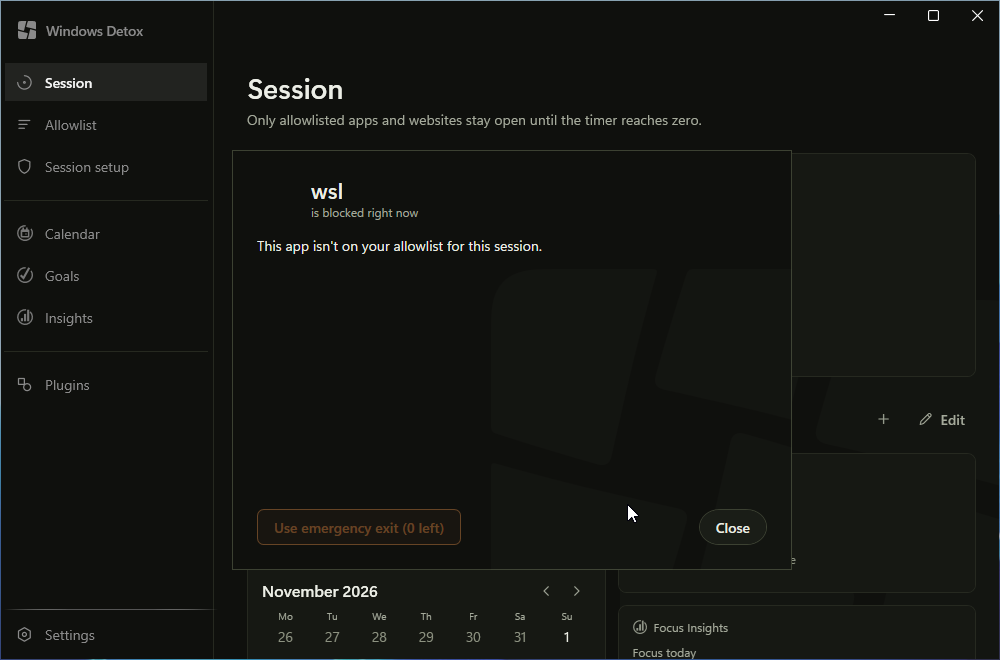 Windows Detox
Session
Allowlist
Session setup
Calendar
Goals
Insights
Plugins
Settings
Session
Only allowlisted apps and websites stay open until the timer reaches zero.
wsl
is blocked right now
This app isn't on your allowlist for this session.
Use emergency exit (0 left)
Close
Edit
November 2026
Mo Tu We Th Fr Sa Su
26 27 28 29 30 31 1
Focus Insights
Focus today